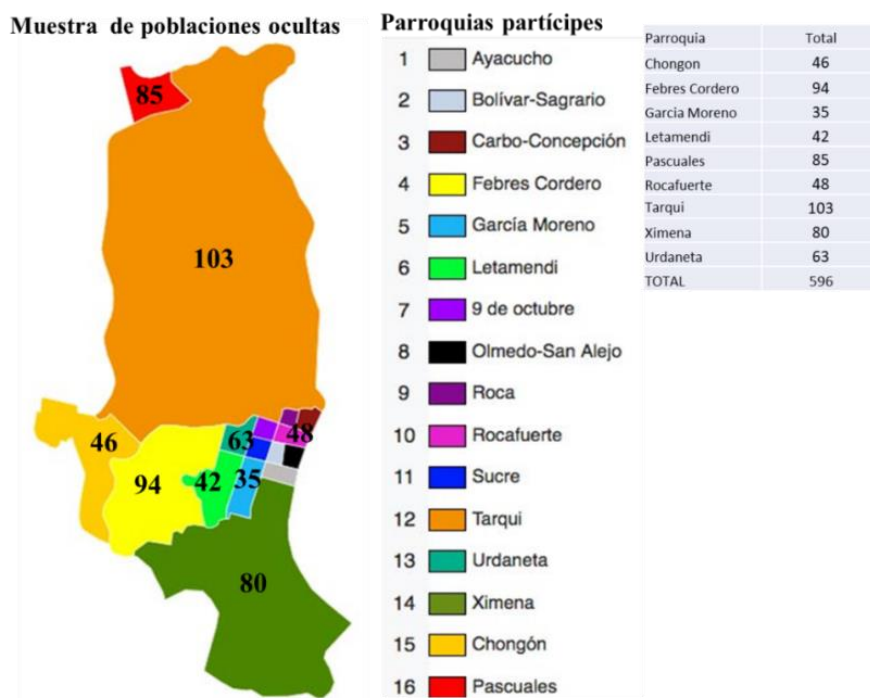 Muestra de poblaciones ocultas
85
103
46
63
48
94
42
35
80
Parroquias partícipes
1 Ayacucho
2 Bolívar-Sagrario
3 Carbo-Concepción
4 Febres Cordero
5 García Moreno
6 Letamendi
7 9 de octubre
8 Olmedo-San Alejo
9 Roca
10 Rocafuerte
11 Sucre
12 Tarqui
13 Urdaneta
14 Ximena
15 Chongón
16 Pascuales
Parroquia Total
Chongon 46
Febres Cordero 94
Garcia Moreno 35
Letamendi 42
Pascuales 85
Rocafuerte 48
Tarqui 103
Ximena 80
Urdaneta 63
TOTAL 596